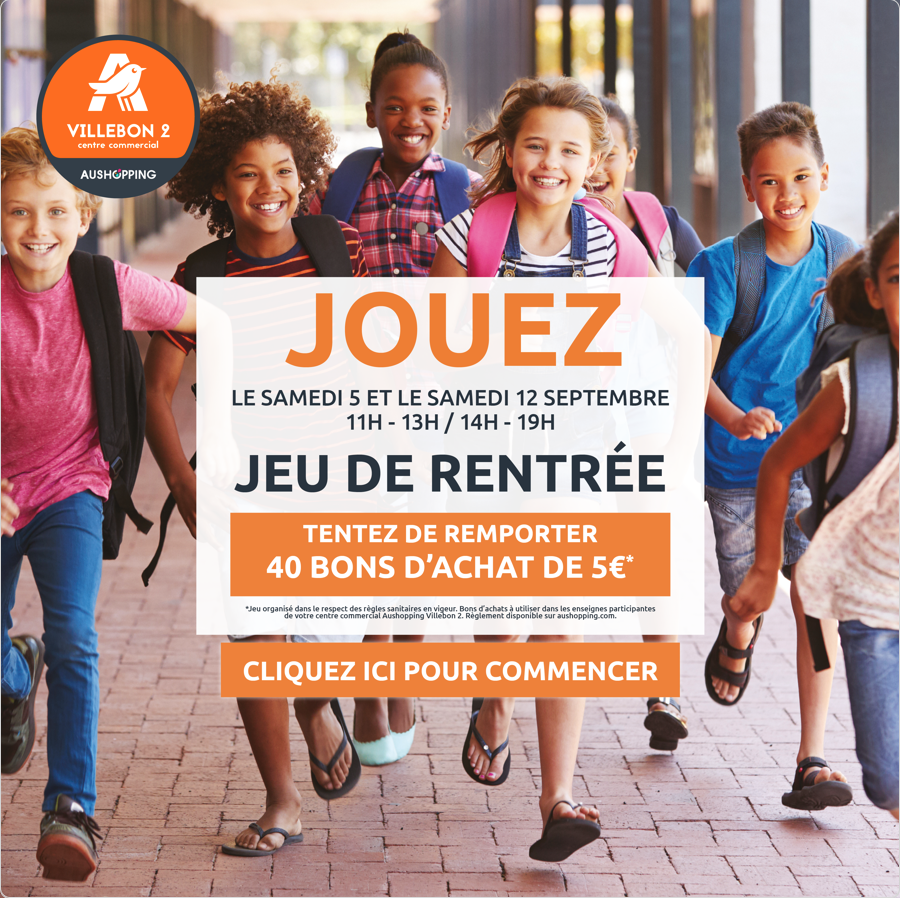 VILLEBON 2
centre commercial
AUSHOPPING
JOUEZ
LE SAMEDI 5 ET LE SAMEDI 12 SEPTEMBRE
11H - 13H / 14H - 19H
JEU DE RENTRÉE
TENTEZ DE REMPORTER
40 BONS D'ACHAT DE 5€*
*Jeu organisé dans le respect des règles sanitaires en vigeur. Bons d'achats à utiliser dans les enseignes participantes
de votre centre commercial Aushopping Villebon 2. Règlement disponible sur aushopping.com.
CLIQUEZ ICI POUR COMMENCER